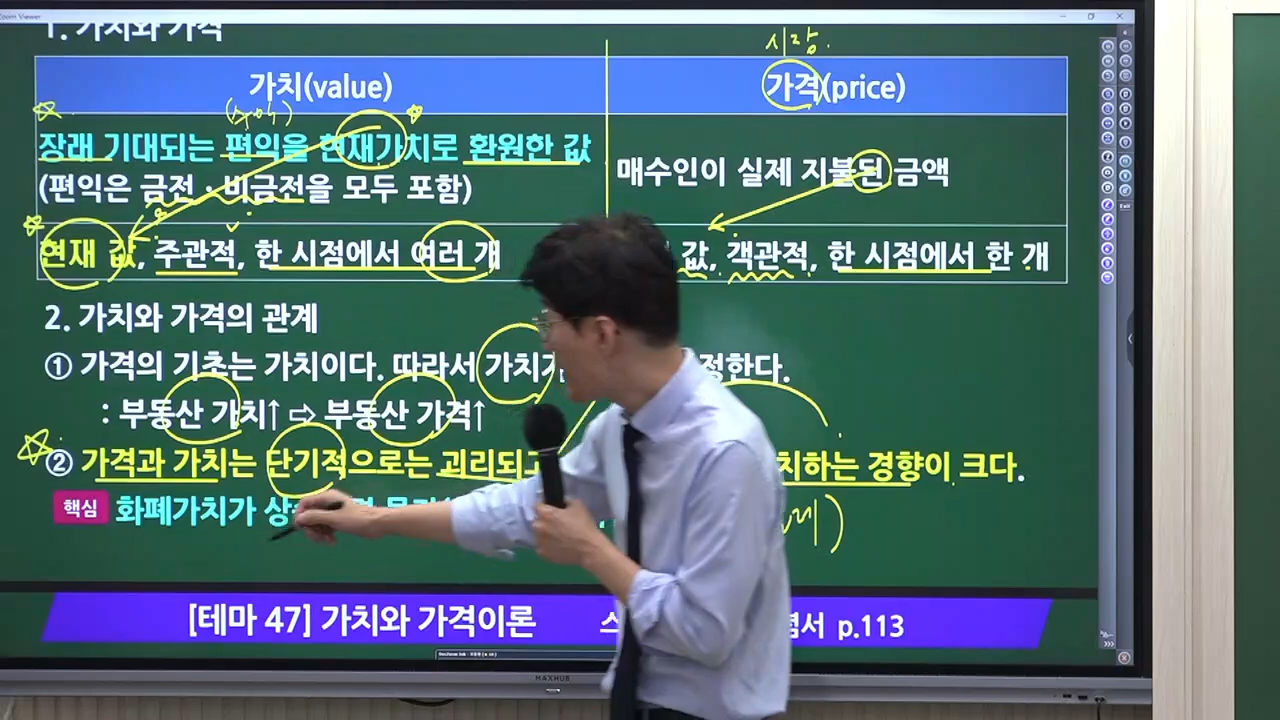 Zoom Viewer
1. 가치와 가격
시장.
가치(value)
가격(price)
(수익)
장래 기대되는 편익을 현재가치로 환원한 값
(편익은 금전·비금전을 모두 포함)
매수인이 실제 지불된 금액
현재 값, 주관적, 한 시점에서 여러 개
값, 객관적, 한 시점에서 한 개
2. 가치와 가격의 관계
① 가격의 기초는 가치이다. 따라서 가치가 정한다.
: 부동산 가치↑ ⇨ 부동산 가격↑
② 가격과 가치는 단기적으로는 괴리되고 치하는 경향이 크다.
핵심 화폐가치가
[테마 47] 가치와 가격이론 p.113
MAXHUB